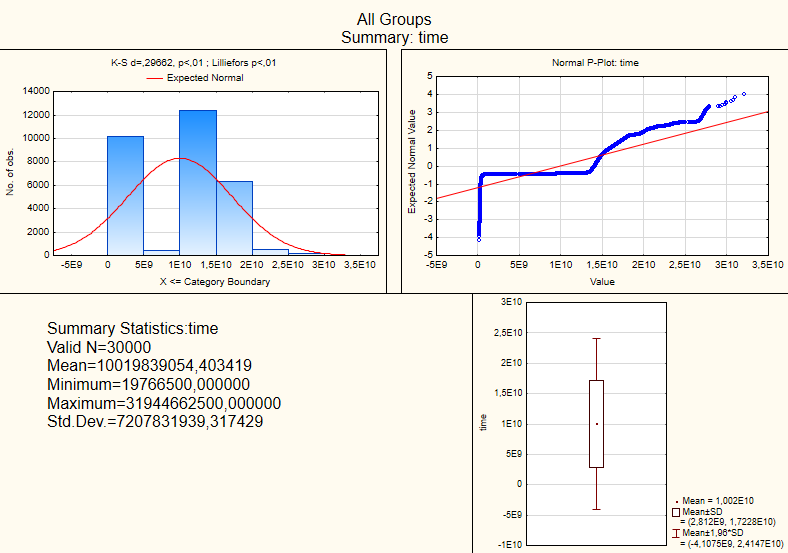 All Groups
Summary: time
K-S d=,29662, p<,01 ; Lilliefors p<,01
Expected Normal
14000
12000
10000
8000
6000
4000
2000
0
No. of obs.
-5E9 0 5E9 1E10 1,5E10 2E10 2,5E10 3E10 3,5E10
X <= Category Boundary
Normal P-Plot: time
5
4
3
2
1
0
-1
-2
-3
-4
-5
Expected Normal Value
-5E9 0 5E9 1E10 1,5E10 2E10 2,5E10 3E10 3,5E10
Value
Summary Statistics:time
Valid N=30000
Mean=10019839054,403419
Minimum=19766500,000000
Maximum=31944662500,000000
Std.Dev.=7207831939,317429
3E10
2,5E10
2E10
1,5E10
1E10
5E9
0
-5E9
-1E10
time
Mean = 1,002E10
Mean±SD
= (2,812E9, 1,7228E10)
Mean±1,96*SD
= (-4,1075E9, 2,4147E10)